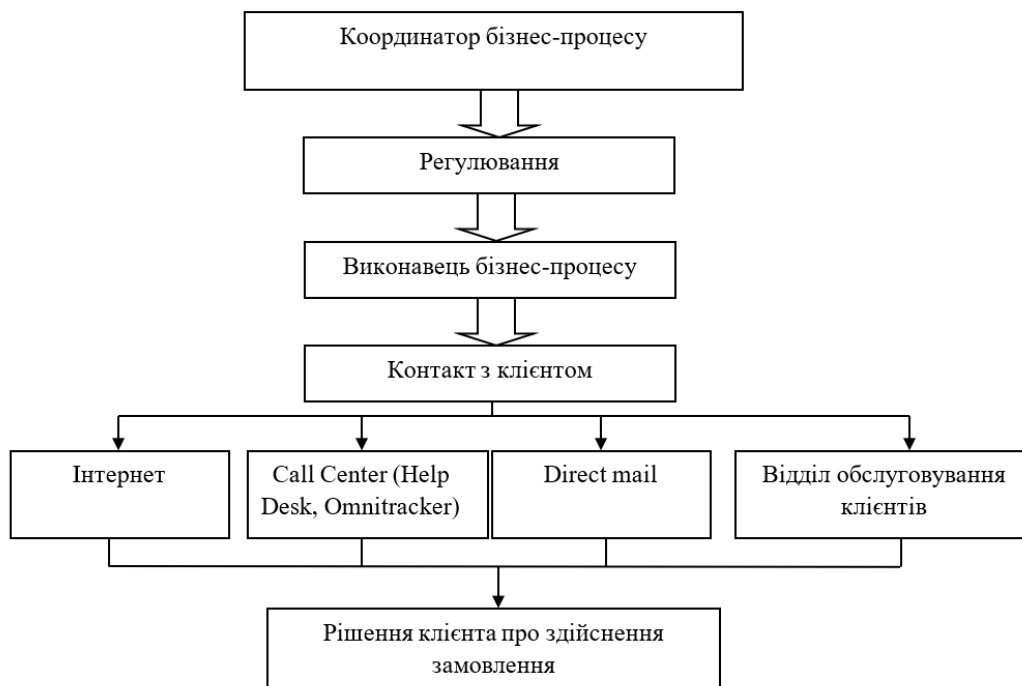 Координатор бізнес-процесу
Регулювання
Виконавець бізнес-процесу
Контакт з клієнтом
Інтернет
Call Center (Help
Desk, Omnitracker)
Direct mail
Відділ обслуговування
клієнтів
Рішення клієнта про здійснення
замовлення